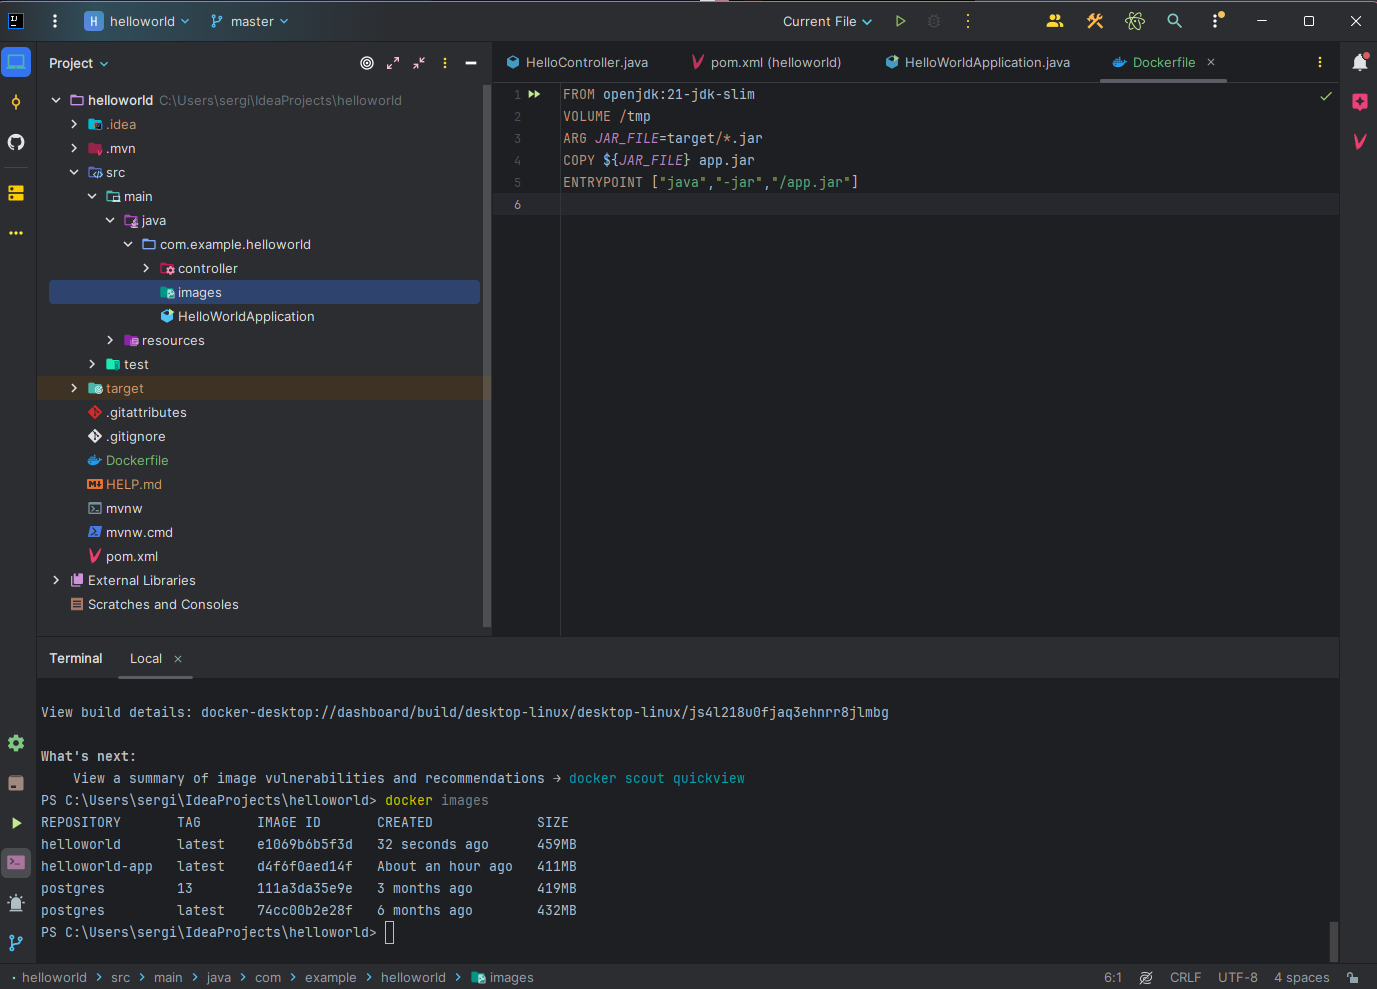 H helloworld master Current File
Project
helloworld C:\Users\sergi\IdeaProjects\helloworld
.idea
.mvn
src
main
java
com.example.helloworld
controller
images
HelloWorldApplication
resources
test
target
.gitattributes
.gitignore
Dockerfile
HELP.md
mvnw
mvnw.cmd
pom.xml
External Libraries
Scratches and Consoles
HelloController.java pom.xml (helloworld) HelloWorldApplication.java Dockerfile
1 FROM openjdk:21-jdk-slim
2 VOLUME /tmp
3 ARG JAR_FILE=target/*.jar
4 COPY ${JAR_FILE} app.jar
5 ENTRYPOINT ["java","-jar","/app.jar"]
6
Terminal Local
View build details: docker-desktop://dashboard/build/desktop-linux/desktop-linux/js4l218u0fjaq3ehnrr8jlmbg
What's next:
View a summary of image vulnerabilities and recommendations → docker scout quickview
PS C:\Users\sergi\IdeaProjects\helloworld> docker images
REPOSITORY TAG IMAGE ID CREATED SIZE
helloworld latest e1069b6b5f3d 32 seconds ago 459MB
helloworld-app latest d4f6f0aed14f About an hour ago 411MB
postgres 13 111a3da35e9e 3 months ago 419MB
postgres latest 74cc00b2e28f 6 months ago 432MB
PS C:\Users\sergi\IdeaProjects\helloworld>
helloworld > src > main > java > com > example > helloworld > images 6:1 CRLF UTF-8 4 spaces